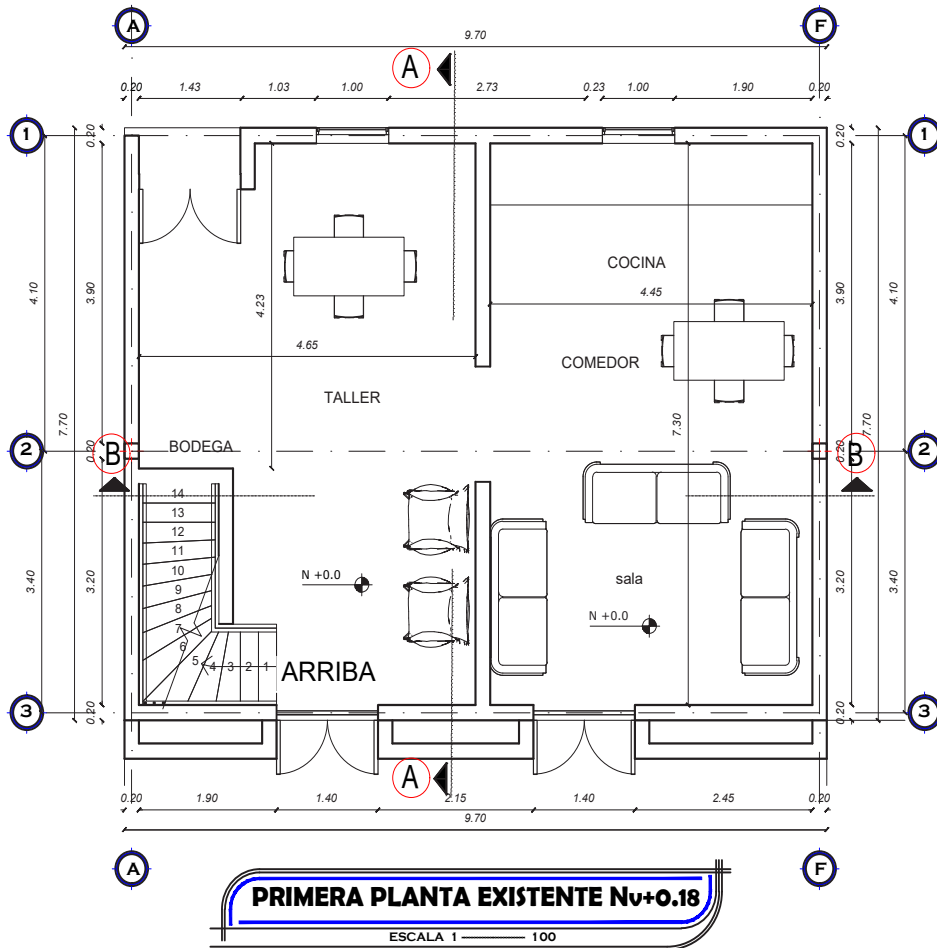 A
F
9.70
A
0.20 1.43 1.03 1.00 2.73 0.23 1.00 1.90 0.20
1
0.20
0.20
1
COCINA
4.10
3.90
4.23
4.45
3.90
4.10
4.65
COMEDOR
TALLER
7.70
7.30
7.70
2
0.20
B
BODEGA
0.20
B
2
14
13
12
11
10
9
8
7
6
5
4
3
2
1
3.40
3.20
N +0.0
sala
N +0.0
3.20
3.40
ARRIBA
3
0.20
0.20
3
A
0.20 1.90 1.40 2.15 1.40 2.45 0.20
9.70
A
F
PRIMERA PLANTA EXISTENTE Nv+0.18
ESCALA 1 ———— 100